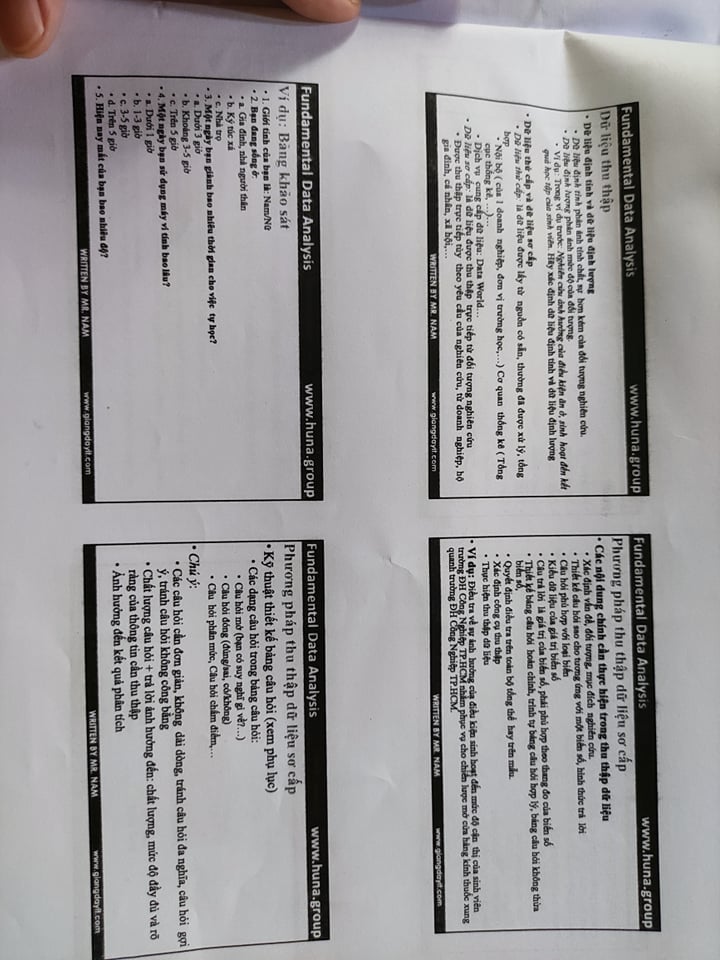 Fundamental Data Analysis www.huna.group
Dữ liệu thu thập
• Dữ liệu định tính và dữ liệu định lượng
• Dữ liệu định tính phản ánh tính chất, sự hơn kém của đối tượng nghiên cứu.
• Dữ liệu định lượng phản ánh mức độ của đối tượng.
• Ví dụ: Trong ví dụ trước: Nghiên cứu ảnh hưởng của điều kiện ăn ở, sinh hoạt đến kết
quả học tập của sinh viên. Hãy xác định dữ liệu định tính và dữ liệu định lượng
• Dữ liệu thứ cấp và dữ liệu sơ cấp
• Dữ liệu thứ cấp: là dữ liệu được lấy từ nguồn có sẵn, thường đã được xử lý, tổng
hợp
• Nội bộ ( của 1 doanh nghiệp, đơn vị trường học,…) Cơ quan thống kê ( Tổng
cục thống kê,…),…
• Dịch vụ cung cấp dữ liệu: Data World…
• Dữ liệu sơ cấp: là dữ liệu được thu thập trực tiếp từ đối tượng nghiên cứu
• Được thu thập trực tiếp tùy theo yêu cầu của nghiên cứu, từ doanh nghiệp, hộ
gia đình, cá nhân, xã hội,…
WRITTEN BY MR. NAM www.giangdayit.com
Fundamental Data Analysis www.huna.group
Phương pháp thu thập dữ liệu sơ cấp
• Các nội dung chính cần thực hiện trong thu thập dữ liệu
• Xác định vấn đề, đối tượng, mục đích nghiên cứu.
• Thiết kế câu hỏi sao cho tương ứng với một biến số, hình thức trả lời
• Câu hỏi phù hợp với loại biến
• Kiểu dữ liệu của giá trị biến số
• Câu trả lời là giá trị của biến số, phải phù hợp theo thang đo của biến số
• Thiết kế bảng câu hỏi hoàn chỉnh, trình tự bảng câu hỏi hợp lý, bảng câu hỏi không thừa
biến số.
Quyết định điều tra trên toàn bộ tổng thể hay trên mẫu.
• Xác định công cụ thu thập
• Thực hiện thu thập dữ liệu
• Ví dụ: Điều tra về sự ảnh hưởng của điều kiện sinh hoạt đến mức độ cận thị của sinh viên
trường ĐH Công Nghiệp TP.HCM nhằm phục vụ cho chiến lược mở cửa hàng kính thuốc xung
quanh trường ĐH Công Nghiệp TP.HCM.
WRITTEN BY MR. NAM www.giangdayit.com
Fundamental Data Analysis www.huna.group
Ví dụ: Bảng khảo sát
• 1. Giới tính của bạn là: Nam/Nữ
• 2. Bạn đang sống ở:
• a. Gia đình, nhà người thân
• b. Ký túc xá
• c. Nhà trọ
• 3. Một ngày bạn giành bao nhiêu thời gian cho việc tự học?
• a. Dưới 3 giờ
• b. Khoảng 3-5 giờ
• c. Trên 5 giờ
• 4. Một ngày bạn sử dụng máy vi tính bao lâu?
• a. Dưới 1 giờ
• b. 1-3 giờ
• c. 3-5 giờ
• d. Trên 5 giờ
• 5. Hiện nay mắt của bạn bao nhiêu độ?
WRITTEN BY MR. NAM www.giangdayit.com
Fundamental Data Analysis www.huna.group
Phương pháp thu thập dữ liệu sơ cấp
• Kỹ thuật thiết kế bảng câu hỏi (xem phụ lục)
• Các dạng câu hỏi trong bảng câu hỏi:
• Câu hỏi mở (bạn có suy nghĩ gì về?…)
• Câu hỏi đóng (đúng/sai, có/không)
• Câu hỏi phân mức, Câu hỏi chấm điểm,…
• Chú ý:
• Các câu hỏi cần đơn giản, không dài dòng, tránh câu hỏi đa nghĩa, câu hỏi gợi
ý, tránh câu hỏi không công bằng
• Chất lượng câu hỏi + trả lời ảnh hưởng đến: chất lượng, mức độ đầy đủ và rõ
ràng của thông tin cần thu thập
• Ảnh hưởng đến kết quả phân tích
WRITTEN BY MR. NAM www.giangdayit.com